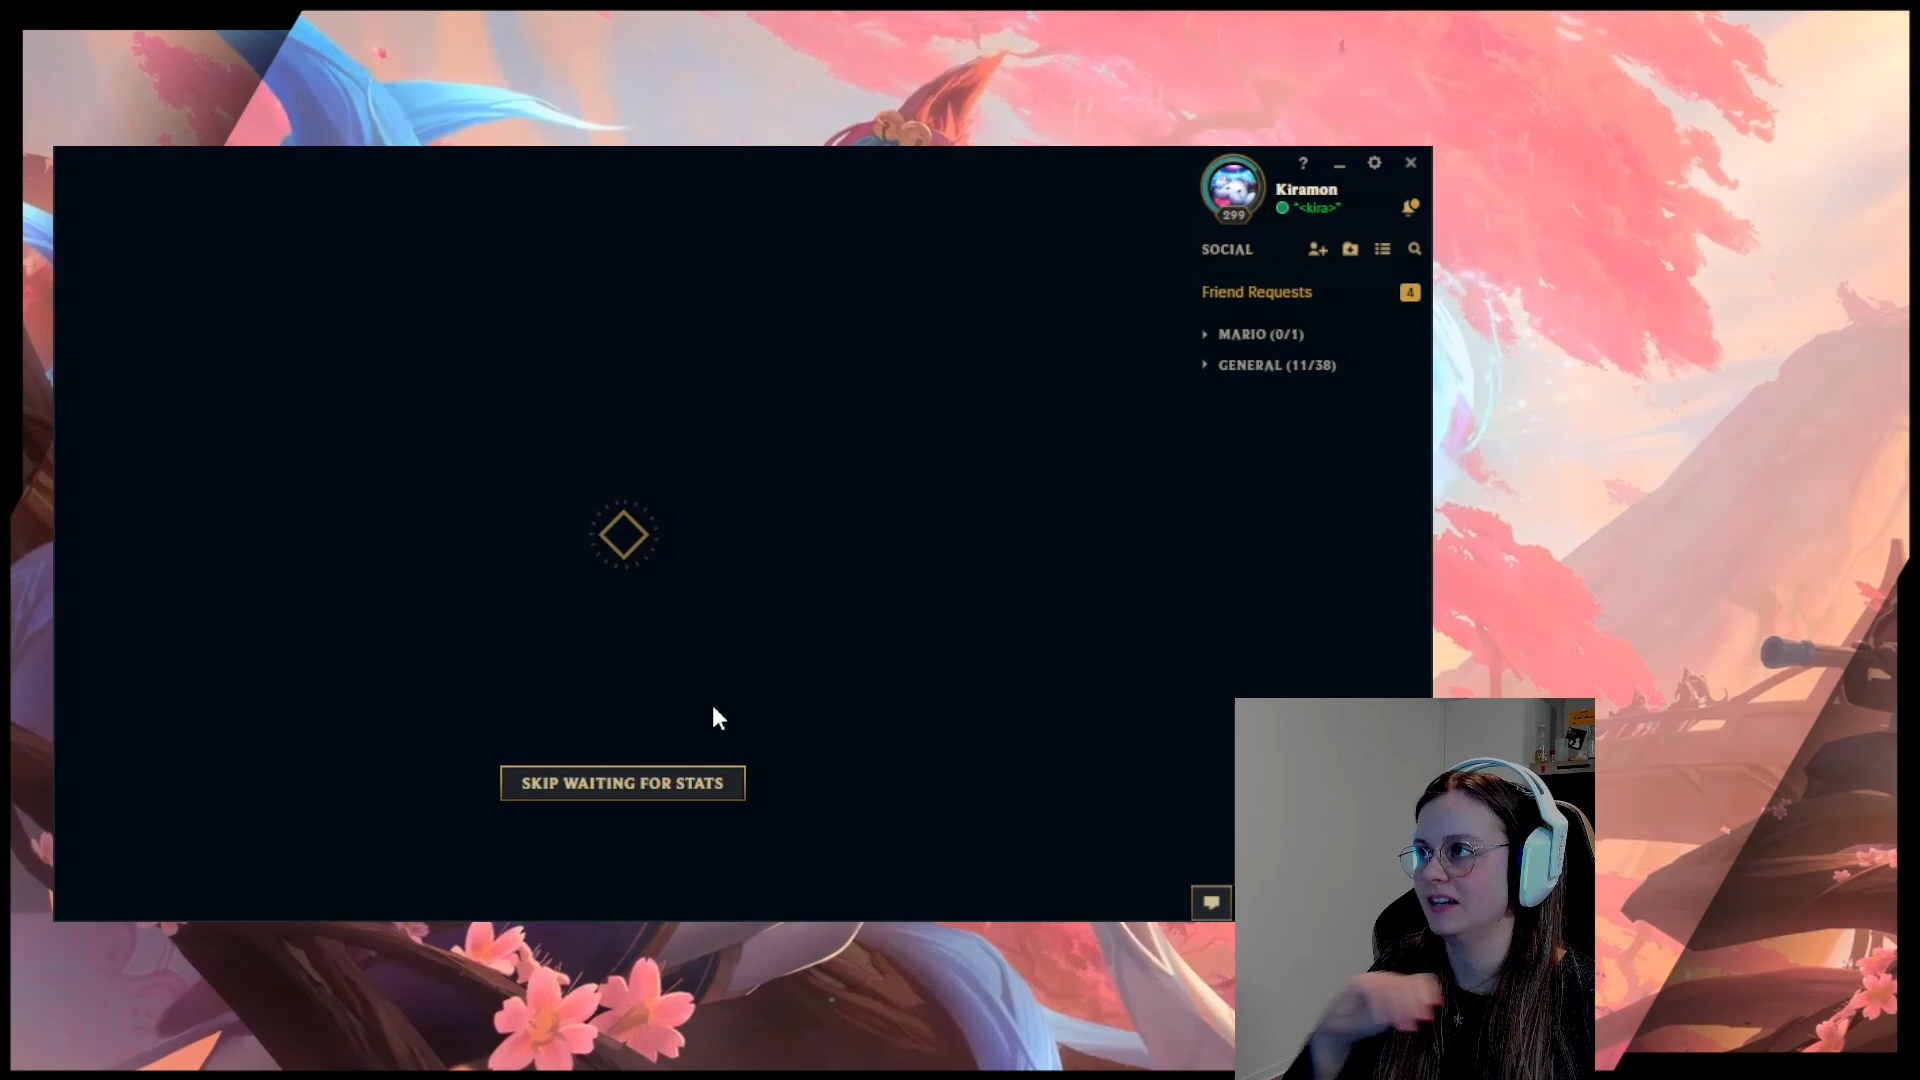 Kiramon
*<kira>*
299
SOCIAL
Friend Requests
4
MARIO (0/1)
GENERAL (11/38)
SKIP WAITING FOR STATS